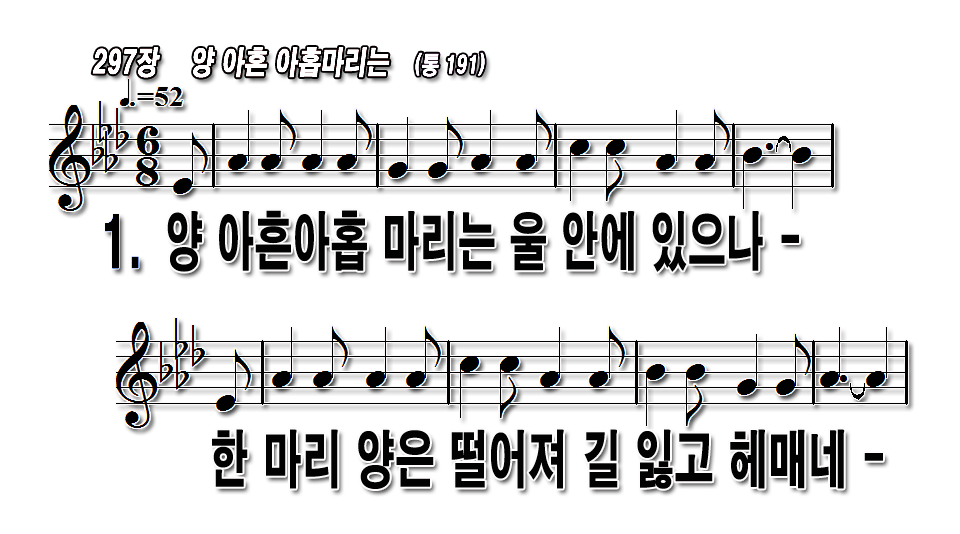 297장 양 아흔 아홉마리는 (통 191)
♩.=52
6
8
1. 양 아흔아홉 마리는 울 안에 있으나 -
한 마리 양은 떨어져 길 잃고 헤매네 -